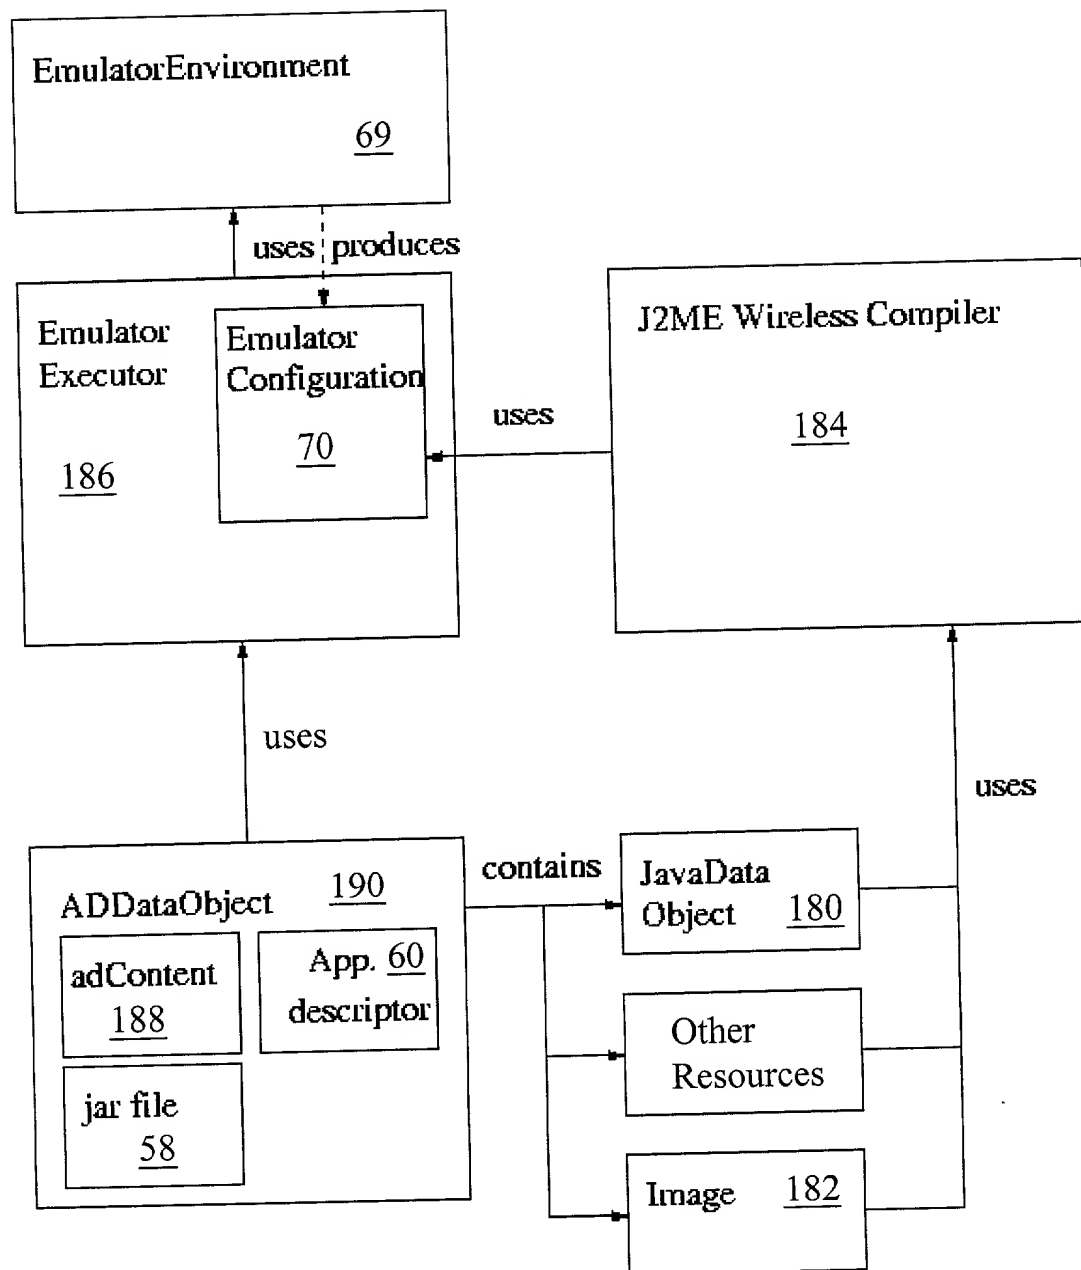 EmulatorEnvironment
69
uses produces
Emulator
Executor
186
Emulator
Configuration
70
uses
J2ME Wireless Compiler
184
uses
uses
ADDataObject 190
adContent
188
App. 60
descriptor
jar file
58
contains
JavaData
Object 180
Other
Resources
Image 182